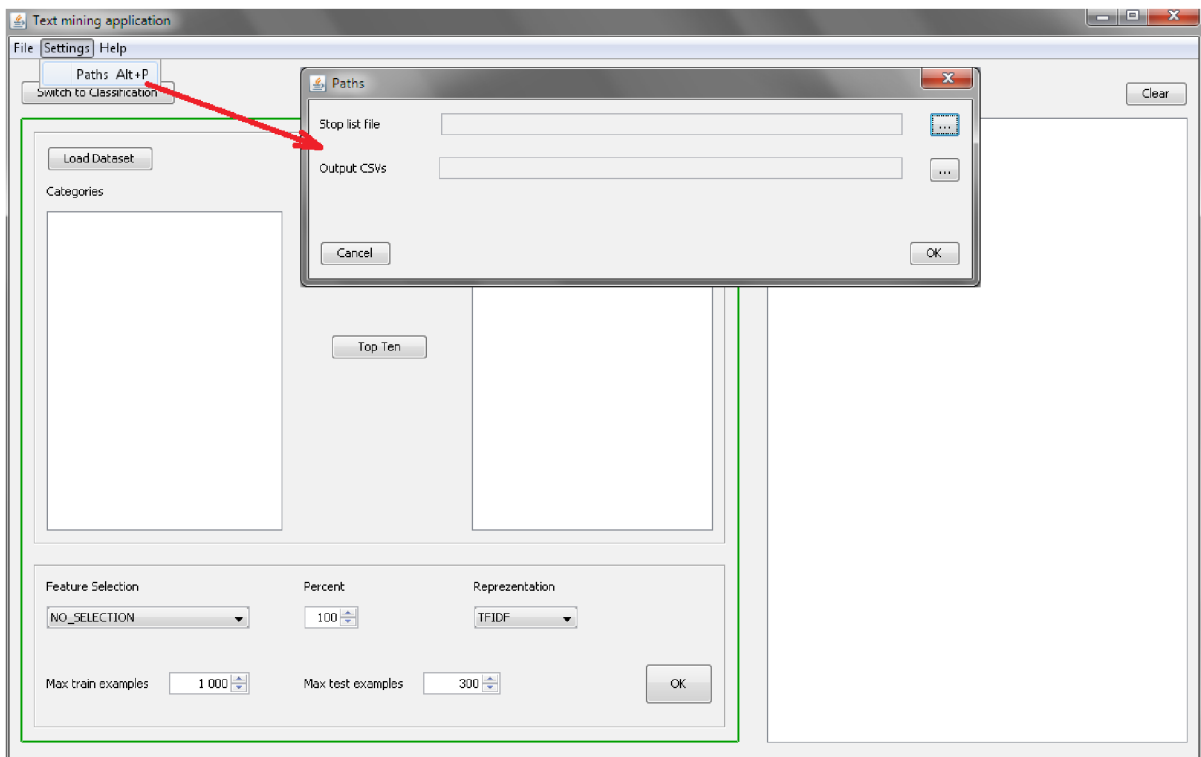 Text mining application
File Settings Help
Paths Alt+P
Switch to Classification
Clear
Paths
Stop list file
...
Output CSVs
...
Cancel
OK
Load Dataset
Categories
Top Ten
Feature Selection
Percent
Reprezentation
NO_SELECTION
100
TFIDF
Max train examples
1 000
Max test examples
300
OK